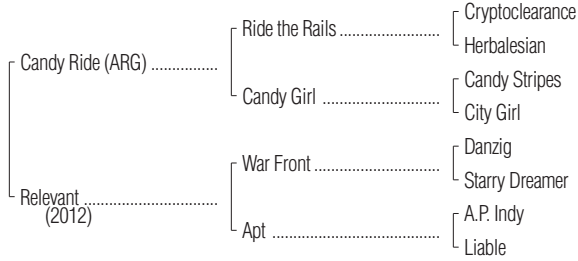 Cryptoclearance
Ride the Rails
Herbalesian
Candy Ride (ARG)
Candy Stripes
Candy Girl
City Girl
Danzig
War Front
Starry Dreamer
Relevant
(2012)
A.P. Indy
Apt
Liable